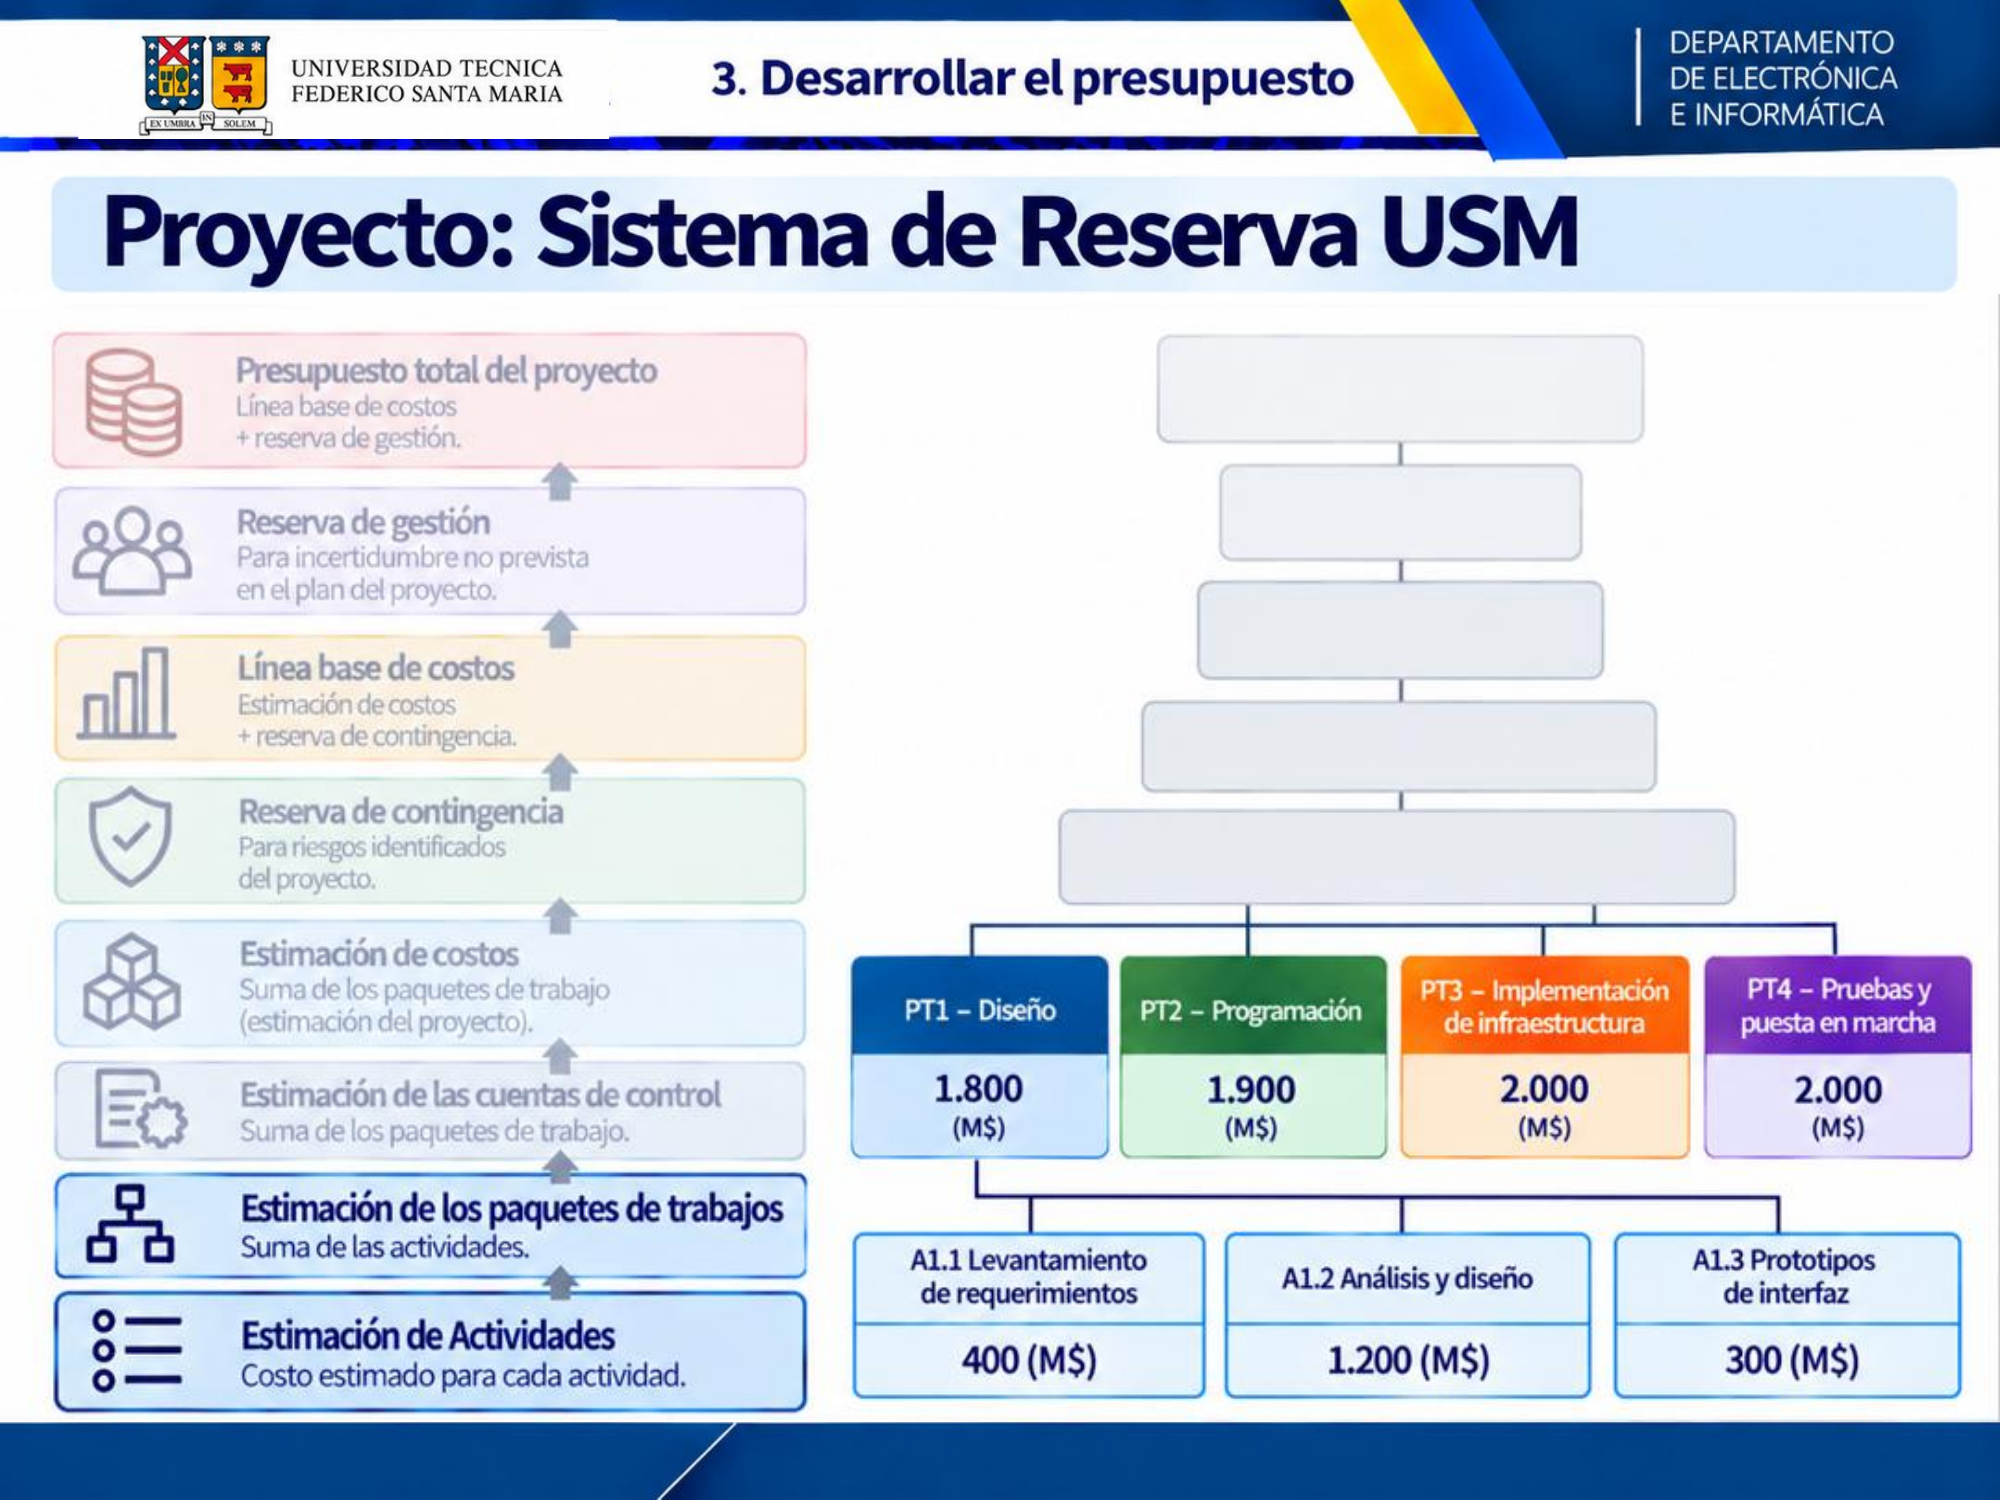 UNIVERSIDAD TECNICA
FEDERICO SANTA MARIA
EX UMBRA IN SOLEM
3. Desarrollar el presupuesto
DEPARTAMENTO
DE ELECTRÓNICA
E INFORMÁTICA
Proyecto: Sistema de Reserva USM
Presupuesto total del proyecto
Línea base de costos
+ reserva de gestión.
Reserva de gestión
Para incertidumbre no prevista
en el plan del proyecto.
Línea base de costos
Estimación de costos
+ reserva de contingencia.
Reserva de contingencia
Para riesgos identificados
del proyecto.
Estimación de costos
Suma de los paquetes de trabajo
(estimación del proyecto).
Estimación de las cuentas de control
Suma de los paquetes de trabajo.
Estimación de los paquetes de trabajos
Suma de las actividades.
Estimación de Actividades
Costo estimado para cada actividad.
PT1 – Diseño
1.800
(M$)
PT2 – Programación
1.900
(M$)
PT3 – Implementación
de infraestructura
2.000
(M$)
PT4 – Pruebas y
puesta en marcha
2.000
(M$)
A1.1 Levantamiento
de requerimientos
400 (M$)
A1.2 Análisis y diseño
1.200 (M$)
A1.3 Prototipos
de interfaz
300 (M$)